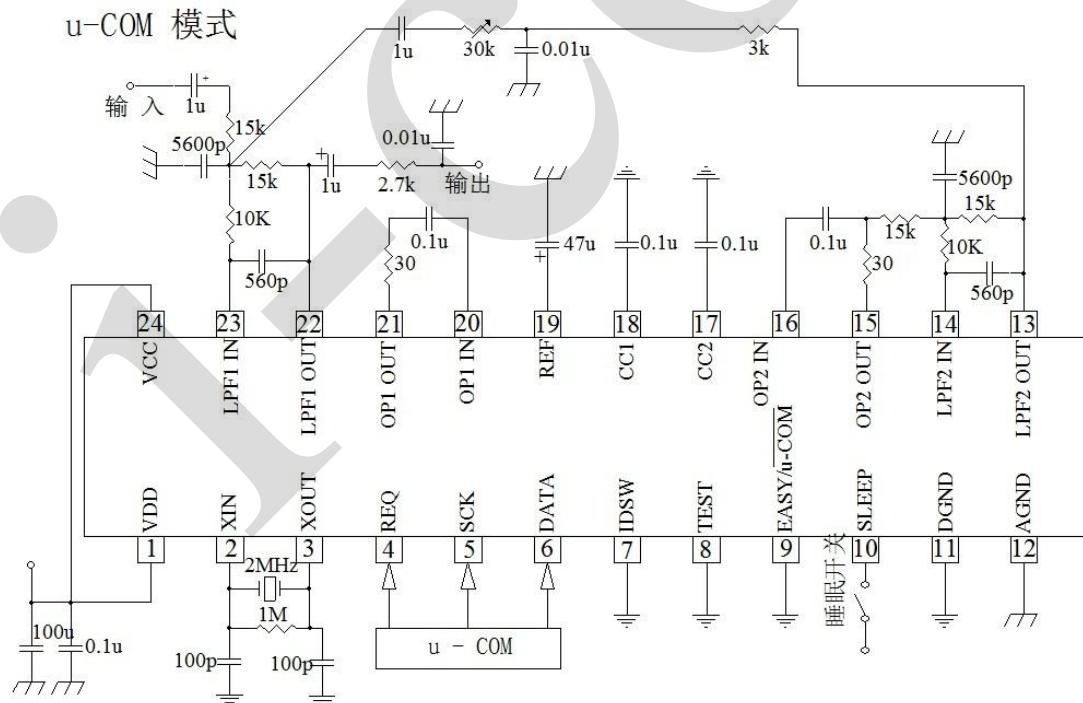 u-COM 模式
1u
30k
0.01u
3k
输 入
1u
15k
5600p
15k
1u
2.7k
0.01u
输出
10K
560p
30
0.1u
47u
0.1u
0.1u
0.1u
15k
30
5600p
15k
10K
560p
24 23 22 21 20 19 18 17 16 15 14 13
VCC
LPF1 IN
LPF1 OUT
OP1 OUT
OP1 IN
REF
CC1
CC2
OP2 IN
OP2 OUT
LPF2 IN
LPF2 OUT
VDD
XIN
XOUT
REQ
SCK
DATA
IDSW
TEST
EASY/u-COM
SLEEP
DGND
AGND
1 2 3 4 5 6 7 8 9 10 11 12
2MHz
1M
100u
0.1u
100p
100p
u - COM
睡眠开关